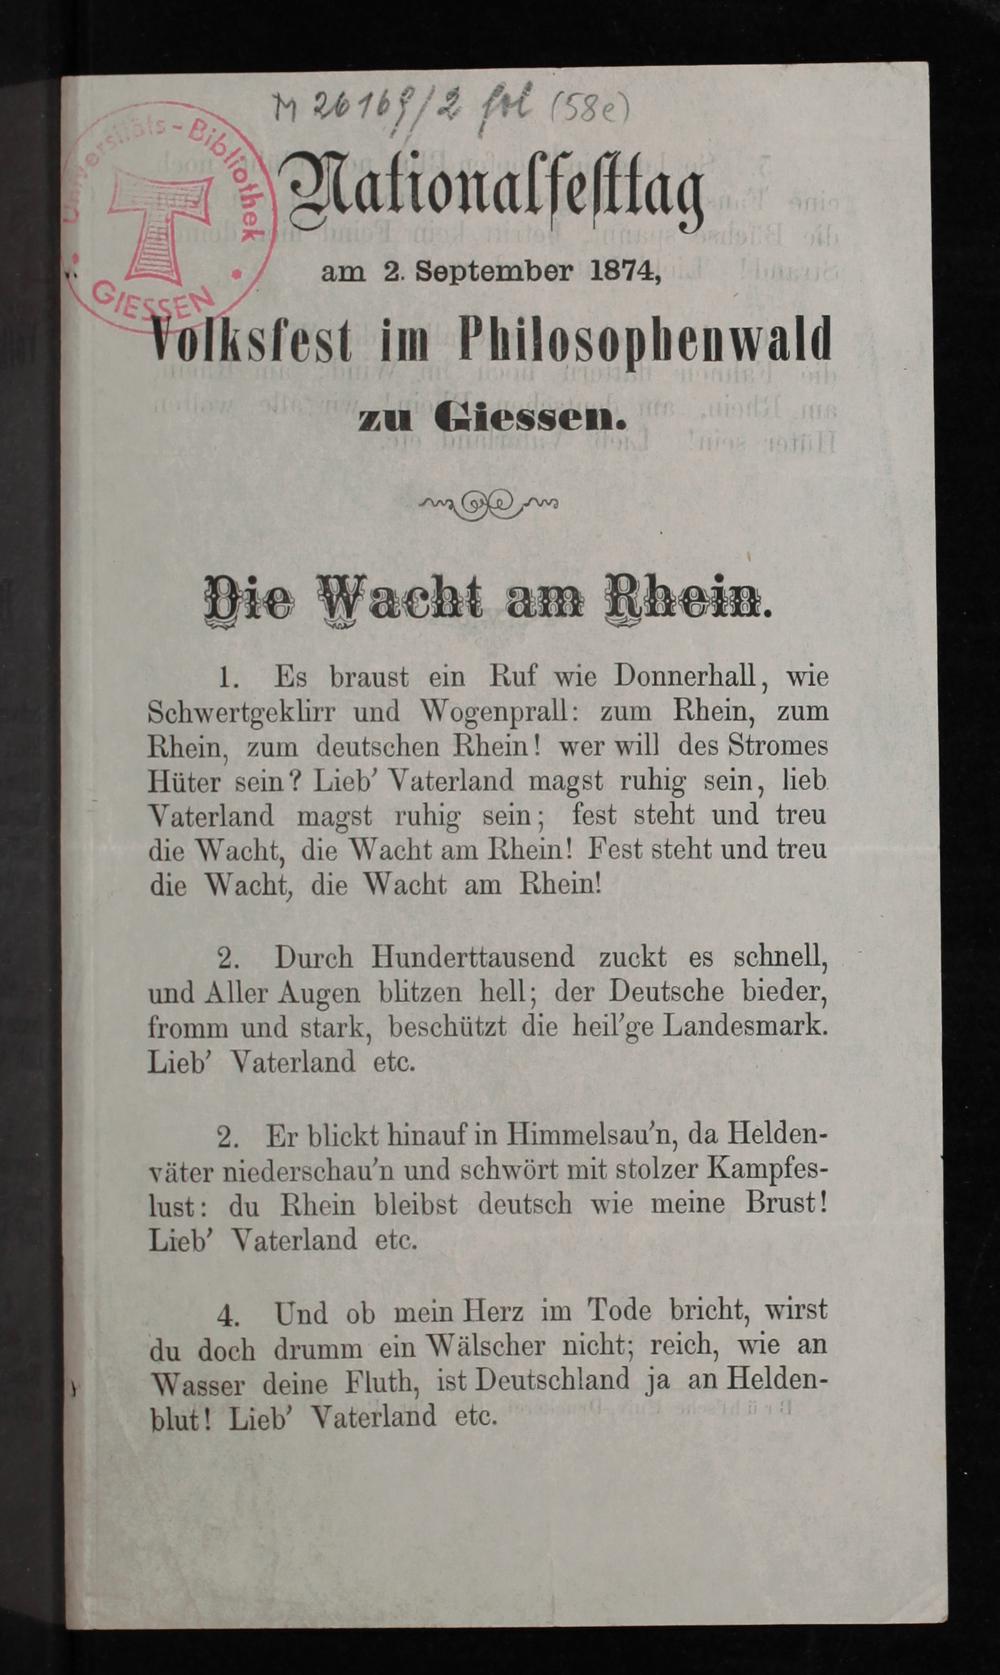 M 26169/2 fol (58e)
Universitäts-Bibliothek
GIESSEN
Nationalfesttag
am 2. September 1874,
Volksfest im Philosophenwald
zu Giessen.
Die Wacht am Rhein.
1. Es braust ein Ruf wie Donnerhall, wie
Schwertgeklirr und Wogenprall: zum Rhein, zum
Rhein, zum deutschen Rhein! wer will des Stromes
Hüter sein? Lieb’ Vaterland magst ruhig sein, lieb
Vaterland magst ruhig sein; fest steht und treu
die Wacht, die Wacht am Rhein! Fest steht und treu
die Wacht, die Wacht am Rhein!
2. Durch Hunderttausend zuckt es schnell,
und Aller Augen blitzen hell; der Deutsche bieder,
fromm und stark, beschützt die heil’ge Landesmark.
Lieb’ Vaterland etc.
2. Er blickt hinauf in Himmelsau’n, da Helden-
väter niederschau’n und schwört mit stolzer Kampfes-
lust: du Rhein bleibst deutsch wie meine Brust!
Lieb’ Vaterland etc.
4. Und ob mein Herz im Tode bricht, wirst
du doch drumm ein Wälscher nicht; reich, wie an
Wasser deine Fluth, ist Deutschland ja an Helden-
blut! Lieb’ Vaterland etc.